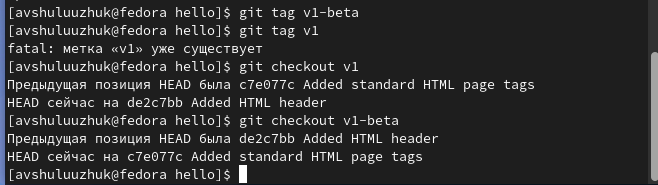 [avshuluuzhuk@fedora hello]$ git tag v1-beta
[avshuluuzhuk@fedora hello]$ git tag v1
fatal: метка «v1» уже существует
[avshuluuzhuk@fedora hello]$ git checkout v1
Предыдущая позиция HEAD была c7e077c Added standard HTML page tags
HEAD сейчас на de2c7bb Added HTML header
[avshuluuzhuk@fedora hello]$ git checkout v1-beta
Предыдущая позиция HEAD была de2c7bb Added HTML header
HEAD сейчас на c7e077c Added standard HTML page tags
[avshuluuzhuk@fedora hello]$